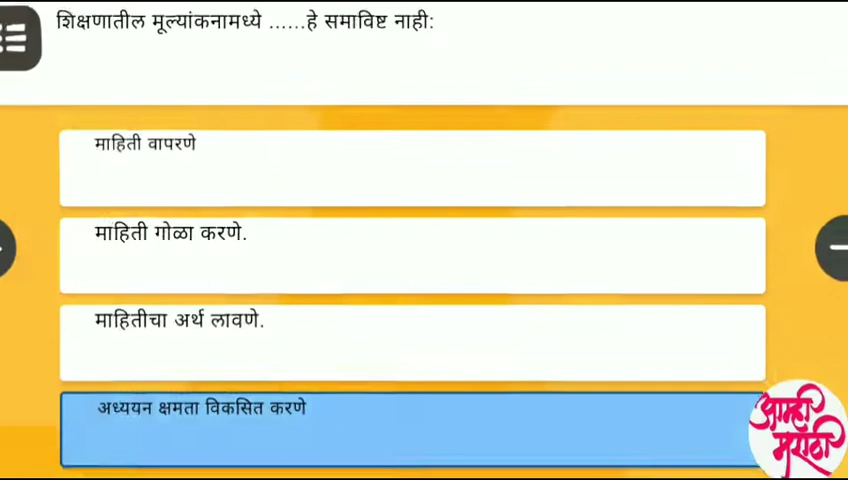 शिक्षणातील मूल्यांकनामध्ये ......हे समाविष्ट नाही:
माहिती वापरणे
माहिती गोळा करणे.
माहितीचा अर्थ लावणे.
अध्ययन क्षमता विकसित करणे
आम्ही
मराठी